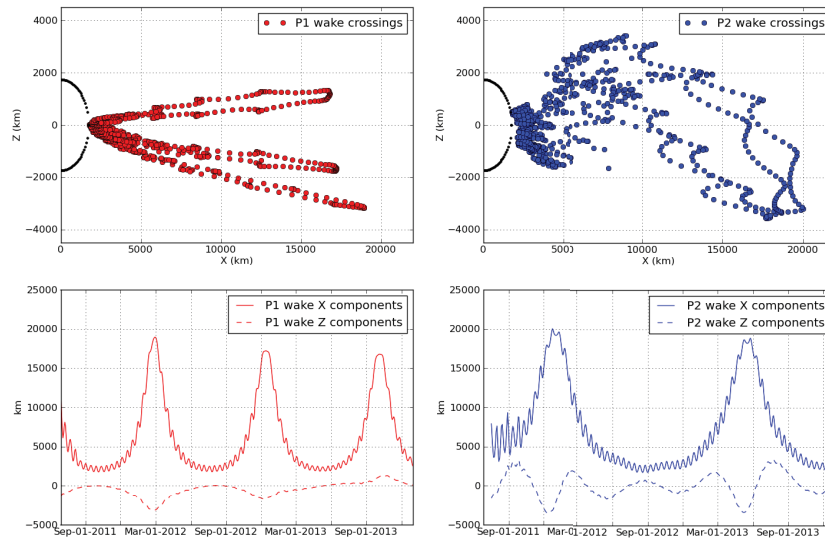 P1 wake crossings
4000
2000
0
−2000
−4000
Z (km)
0
5000
10000
15000
20000
X (km)
P2 wake crossings
4000
2000
0
−2000
−4000
Z (km)
0
5000
10000
15000
20000
X (km)
P1 wake X components
P1 wake Z components
25000
20000
15000
10000
5000
0
−5000
km
Sep-01-2011
Mar-01-2012
Sep-01-2012
Mar-01-2013
Sep-01-2013
P2 wake X components
P2 wake Z components
25000
20000
15000
10000
5000
0
−5000
Sep-01-2011
Mar-01-2012
Sep-01-2012
Mar-01-2013
Sep-01-2013